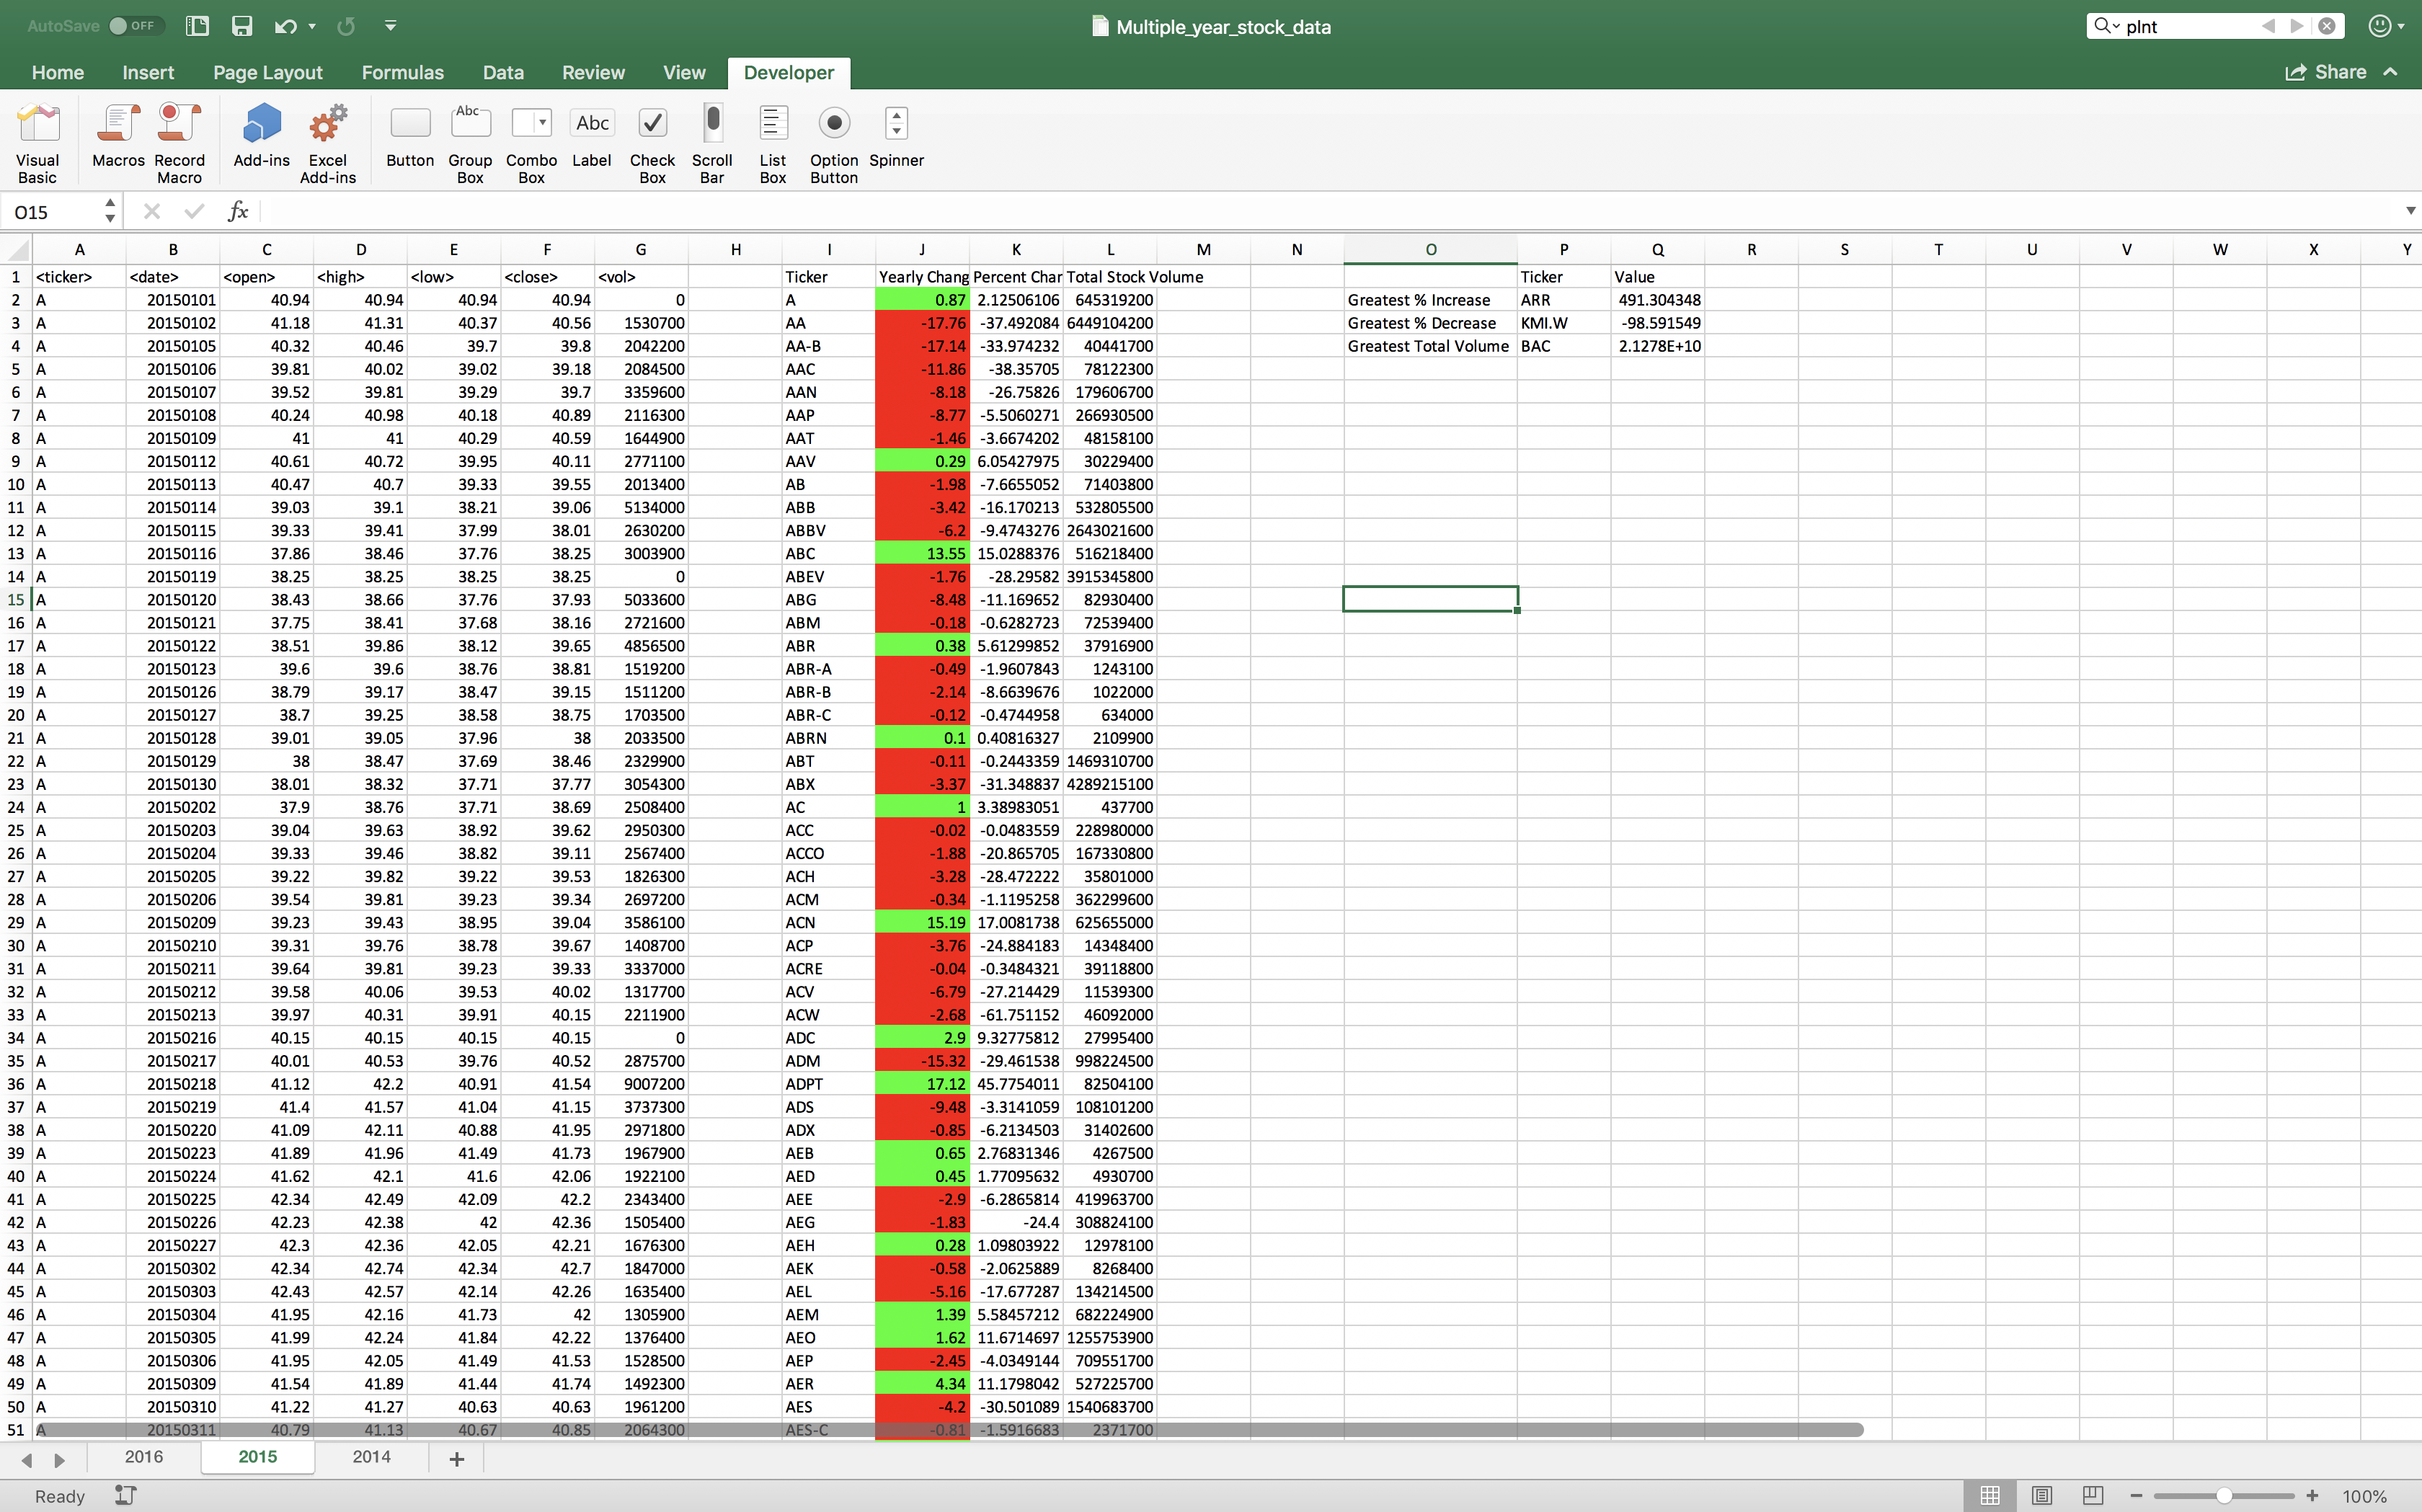 AutoSave OFF Multiple_year_stock_data plnt
Home Insert Page Layout Formulas Data Review View Developer Share
Visual Basic Macros Record Macro Add-ins Excel Add-ins Button Group Box Combo Box Label Check Box Scroll Bar List Box Option Button Spinner
Abc Abc
O15 fx
A B C D E F G H I J K L M N O P Q R S T U V W X Y
1 <ticker> <date> <open> <high> <low> <close> <vol> Ticker Yearly Chang Percent Char Total Stock Volume Ticker Value
2 A 20150101 40.94 40.94 40.94 40.94 0 A 0.87 2.12506106 645319200 Greatest % Increase ARR 491.304348
3 A 20150102 41.18 41.31 40.37 40.56 1530700 AA -17.76 -37.492084 6449104200 Greatest % Decrease KMI.W -98.591549
4 A 20150105 40.32 40.46 39.7 39.8 2042200 AA-B -17.14 -33.974232 40441700 Greatest Total Volume BAC 2.1278E+10
5 A 20150106 39.81 40.02 39.02 39.18 2084500 AAC -11.86 -38.35705 78122300
6 A 20150107 39.52 39.81 39.29 39.7 3359600 AAN -8.18 -26.75826 179606700
7 A 20150108 40.24 40.98 40.18 40.89 2116300 AAP -8.77 -5.5060271 266930500
8 A 20150109 41 41 40.29 40.59 1644900 AAT -1.46 -3.6674202 48158100
9 A 20150112 40.61 40.72 39.95 40.11 2771100 AAV 0.29 6.05427975 30229400
10 A 20150113 40.47 40.7 39.33 39.55 2013400 AB -1.98 -7.6655052 71403800
11 A 20150114 39.03 39.1 38.21 39.06 5134000 ABB -3.42 -16.170213 532805500
12 A 20150115 39.33 39.41 37.99 38.01 2630200 ABBV -6.2 -9.4743276 2643021600
13 A 20150116 37.86 38.46 37.76 38.25 3003900 ABC 13.55 15.0288376 516218400
14 A 20150119 38.25 38.25 38.25 38.25 0 ABEV -1.76 -28.29582 3915345800
15 A 20150120 38.43 38.66 37.76 37.93 5033600 ABG -8.48 -11.169652 82930400
16 A 20150121 37.75 38.41 37.68 38.16 2721600 ABM -0.18 -0.6282723 72539400
17 A 20150122 38.51 39.86 38.12 39.65 4856500 ABR 0.38 5.61299852 37916900
18 A 20150123 39.6 39.6 38.76 38.81 1519200 ABR-A -0.49 -1.9607843 1243100
19 A 20150126 38.79 39.17 38.47 39.15 1511200 ABR-B -2.14 -8.6639676 1022000
20 A 20150127 38.7 39.25 38.58 38.75 1703500 ABR-C -0.12 -0.4744958 634000
21 A 20150128 39.01 39.05 37.96 38 2033500 ABRN 0.1 0.40816327 2109900
22 A 20150129 38 38.47 37.69 38.46 2329900 ABT -0.11 -0.2443359 1469310700
23 A 20150130 38.01 38.32 37.71 37.77 3054300 ABX -3.37 -31.348837 4289215100
24 A 20150202 37.9 38.76 37.71 38.69 2508400 AC 1 3.38983051 437700
25 A 20150203 39.04 39.63 38.92 39.62 2950300 ACC -0.02 -0.0483559 228980000
26 A 20150204 39.33 39.46 38.82 39.11 2567400 ACCO -1.88 -20.865705 167330800
27 A 20150205 39.22 39.82 39.22 39.53 1826300 ACH -3.28 -28.472222 35801000
28 A 20150206 39.54 39.81 39.23 39.34 2697200 ACM -0.34 -1.1195258 362299600
29 A 20150209 39.23 39.43 38.95 39.04 3586100 ACN 15.19 17.0081738 625655000
30 A 20150210 39.31 39.76 38.78 39.67 1408700 ACP -3.76 -24.884183 14348400
31 A 20150211 39.64 39.81 39.23 39.33 3337000 ACRE -0.04 -0.3484321 39118800
32 A 20150212 39.58 40.06 39.53 40.02 1317700 ACV -6.79 -27.214429 11539300
33 A 20150213 39.97 40.31 39.91 40.15 2211900 ACW -2.68 -61.751152 46092000
34 A 20150216 40.15 40.15 40.15 40.15 0 ADC 2.9 9.32775812 27995400
35 A 20150217 40.01 40.53 39.76 40.52 2875700 ADM -15.32 -29.461538 998224500
36 A 20150218 41.12 42.2 40.91 41.54 9007200 ADPT 17.12 45.7754011 82504100
37 A 20150219 41.4 41.57 41.04 41.15 3737300 ADS -9.48 -3.3141059 108101200
38 A 20150220 41.09 42.11 40.88 41.95 2971800 ADX -0.85 -6.2134503 31402600
39 A 20150223 41.89 41.96 41.49 41.73 1967900 AEB 0.65 2.76831346 4267500
40 A 20150224 41.62 42.1 41.6 42.06 1922100 AED 0.45 1.77095632 4930700
41 A 20150225 42.34 42.49 42.09 42.2 2343400 AEE -2.9 -6.2865814 419963700
42 A 20150226 42.23 42.38 42 42.36 1505400 AEG -1.83 -24.4 308824100
43 A 20150227 42.3 42.36 42.05 42.21 1676300 AEH 0.28 1.09803922 12978100
44 A 20150302 42.34 42.74 42.34 42.7 1847000 AEK -0.58 -2.0625889 8268400
45 A 20150303 42.43 42.57 42.14 42.26 1635400 AEL -5.16 -17.677287 134214500
46 A 20150304 41.95 42.16 41.73 42 1305900 AEM 1.39 5.58457212 682224900
47 A 20150305 41.99 42.24 41.84 42.22 1376400 AEO 1.62 11.6714697 1255753900
48 A 20150306 41.95 42.05 41.49 41.53 1528500 AEP -2.45 -4.0349144 709551700
49 A 20150309 41.54 41.89 41.44 41.74 1492300 AER 4.34 11.1798042 527225700
50 A 20150310 41.22 41.27 40.63 40.63 1961200 AES -4.2 -30.501089 1540683700
51 A 20150311 40.79 41.13 40.67 40.85 2064300 AES-C -0.81 -1.5916683 2371700
2016 2015 2014 +
Ready 100%